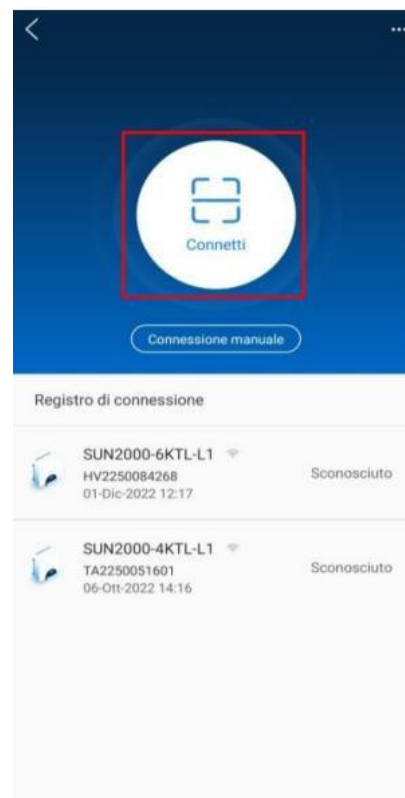 Connetti
Connessione manuale
Registro di connessione
SUN2000-6KTL-L1
HV2250084268
Sconosciuto
01-Dic-2022 12:17
SUN2000-4KTL-L1
TA2250051601
Sconosciuto
06-Ott-2022 14:16